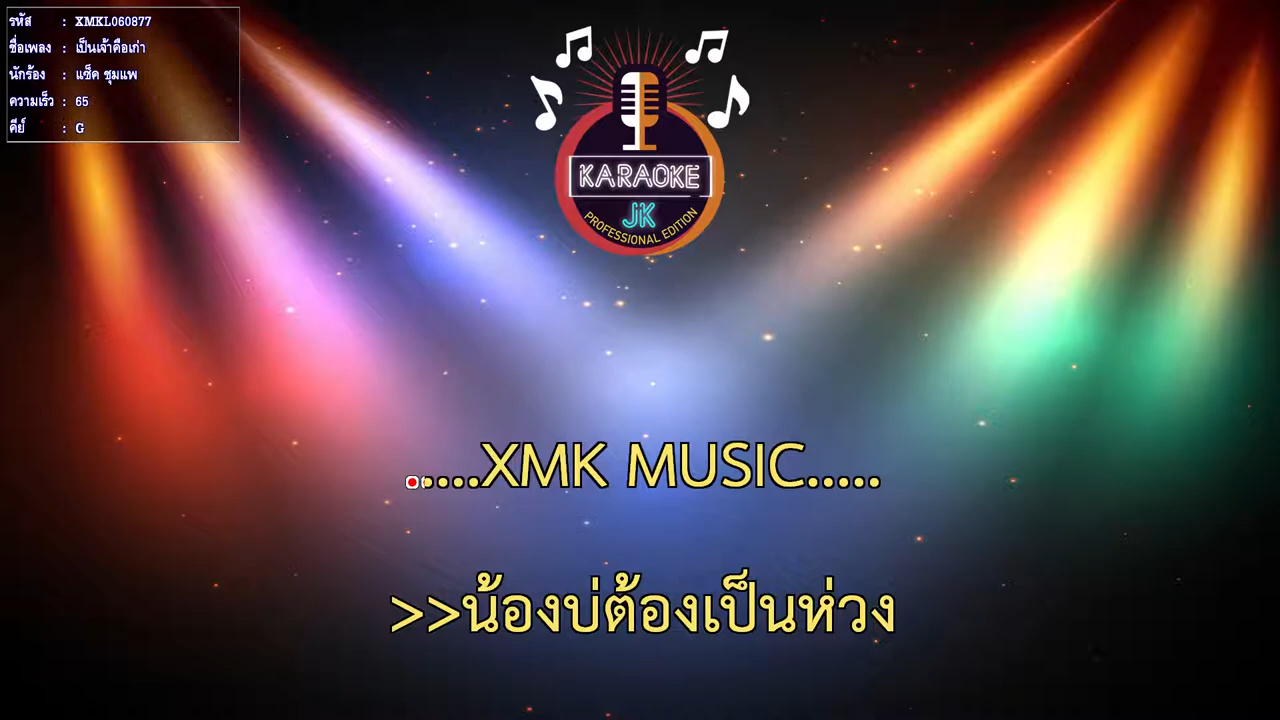 รหัส : XMKL060877
ชื่อเพลง : เป็นเจ้าคือเก่า
นักร้อง : แซ็ค ชุมแพ
ความเร็ว : 65
คีย์ : G
KARAOKE
JK
PROFESSIONAL EDITION
.....XMK MUSIC.....
>>น้องบ่ต้องเป็นห่วง